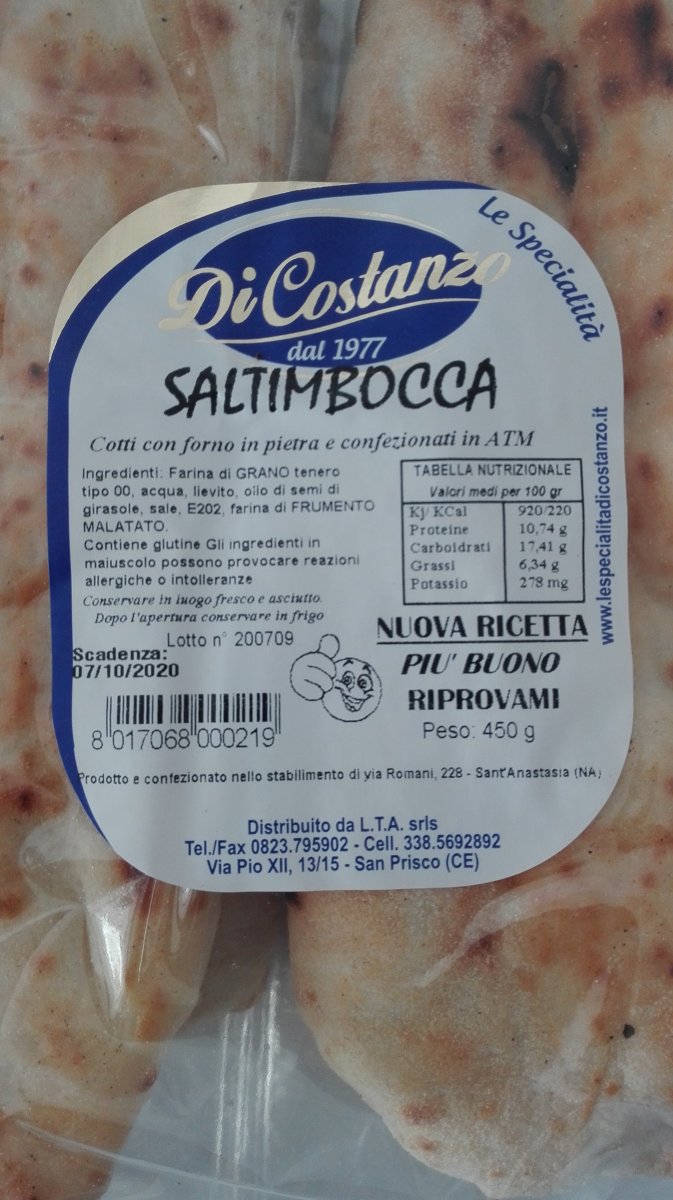 Le Specialità
Di Costanzo
dal 1977
SALTIMBOCCA
Cotti con forno in pietra e confezionati in ATM
Ingredienti: Farina di GRANO tenero
tipo 00, acqua, lievito, olio di semi di
girasole, sale, E202, farina di FRUMENTO
MALATATO.
Contiene glutine Gli ingredienti in
maiuscolo possono provocare reazioni
allergiche o intolleranze
Conservare in luogo fresco e asciutto.
Dopo l'apertura conservare in frigo
Lotto n° 200709
Scadenza:
07/10/2020
8 017068 000219
TABELLA NUTRIZIONALE
Valori medi per 100 gr
Kj/ KCal 920/220
Proteine 10,74 g
Carboidrati 17,41 g
Grassi 6,34 g
Potassio 278 mg
www.lespecialitadicostanzo.it
NUOVA RICETTA
PIU' BUONO
RIPROVAMI
Peso: 450 g
Prodotto e confezionato nello stabilimento di via Romani, 228 - Sant'Anastasia (NA)
Distribuito da L.T.A. srls
Tel./Fax 0823.795902 - Cell. 338.5692892
Via Pio XII, 13/15 - San Prisco (CE)